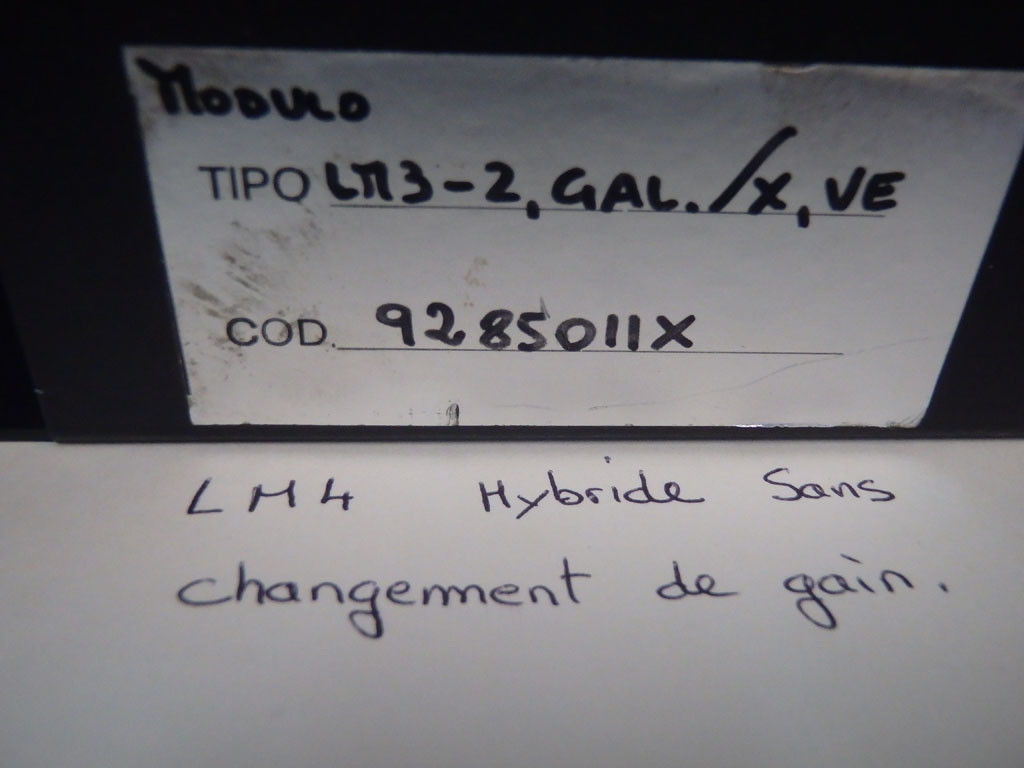 MODULO
TIPO LM3-2, GAL./X, VE
COD. 9285011X
LM4 Hybride Sans
changement de gain.